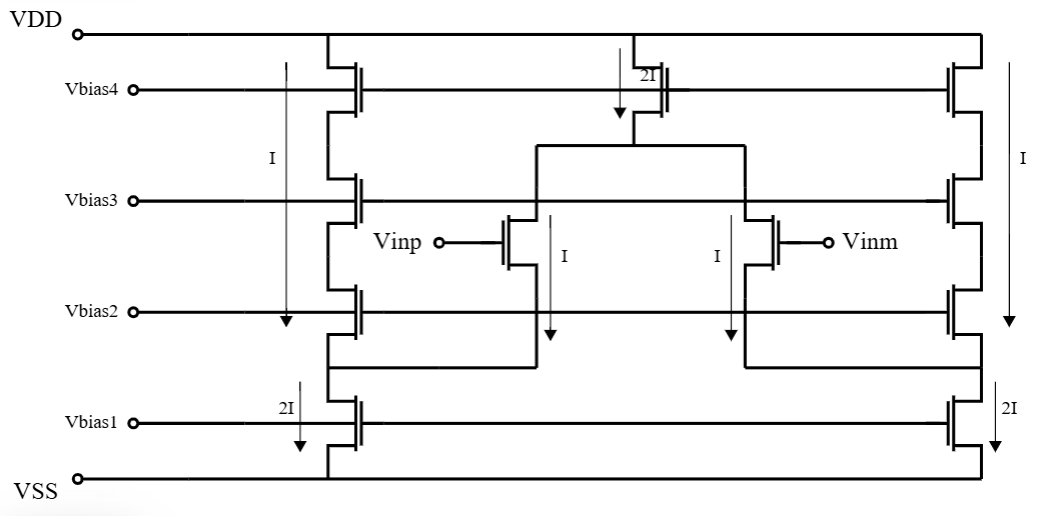 VDD
Vbias4
2I
I
I
Vbias3
Vinp
Vinm
I
I
Vbias2
2I
2I
Vbias1
VSS